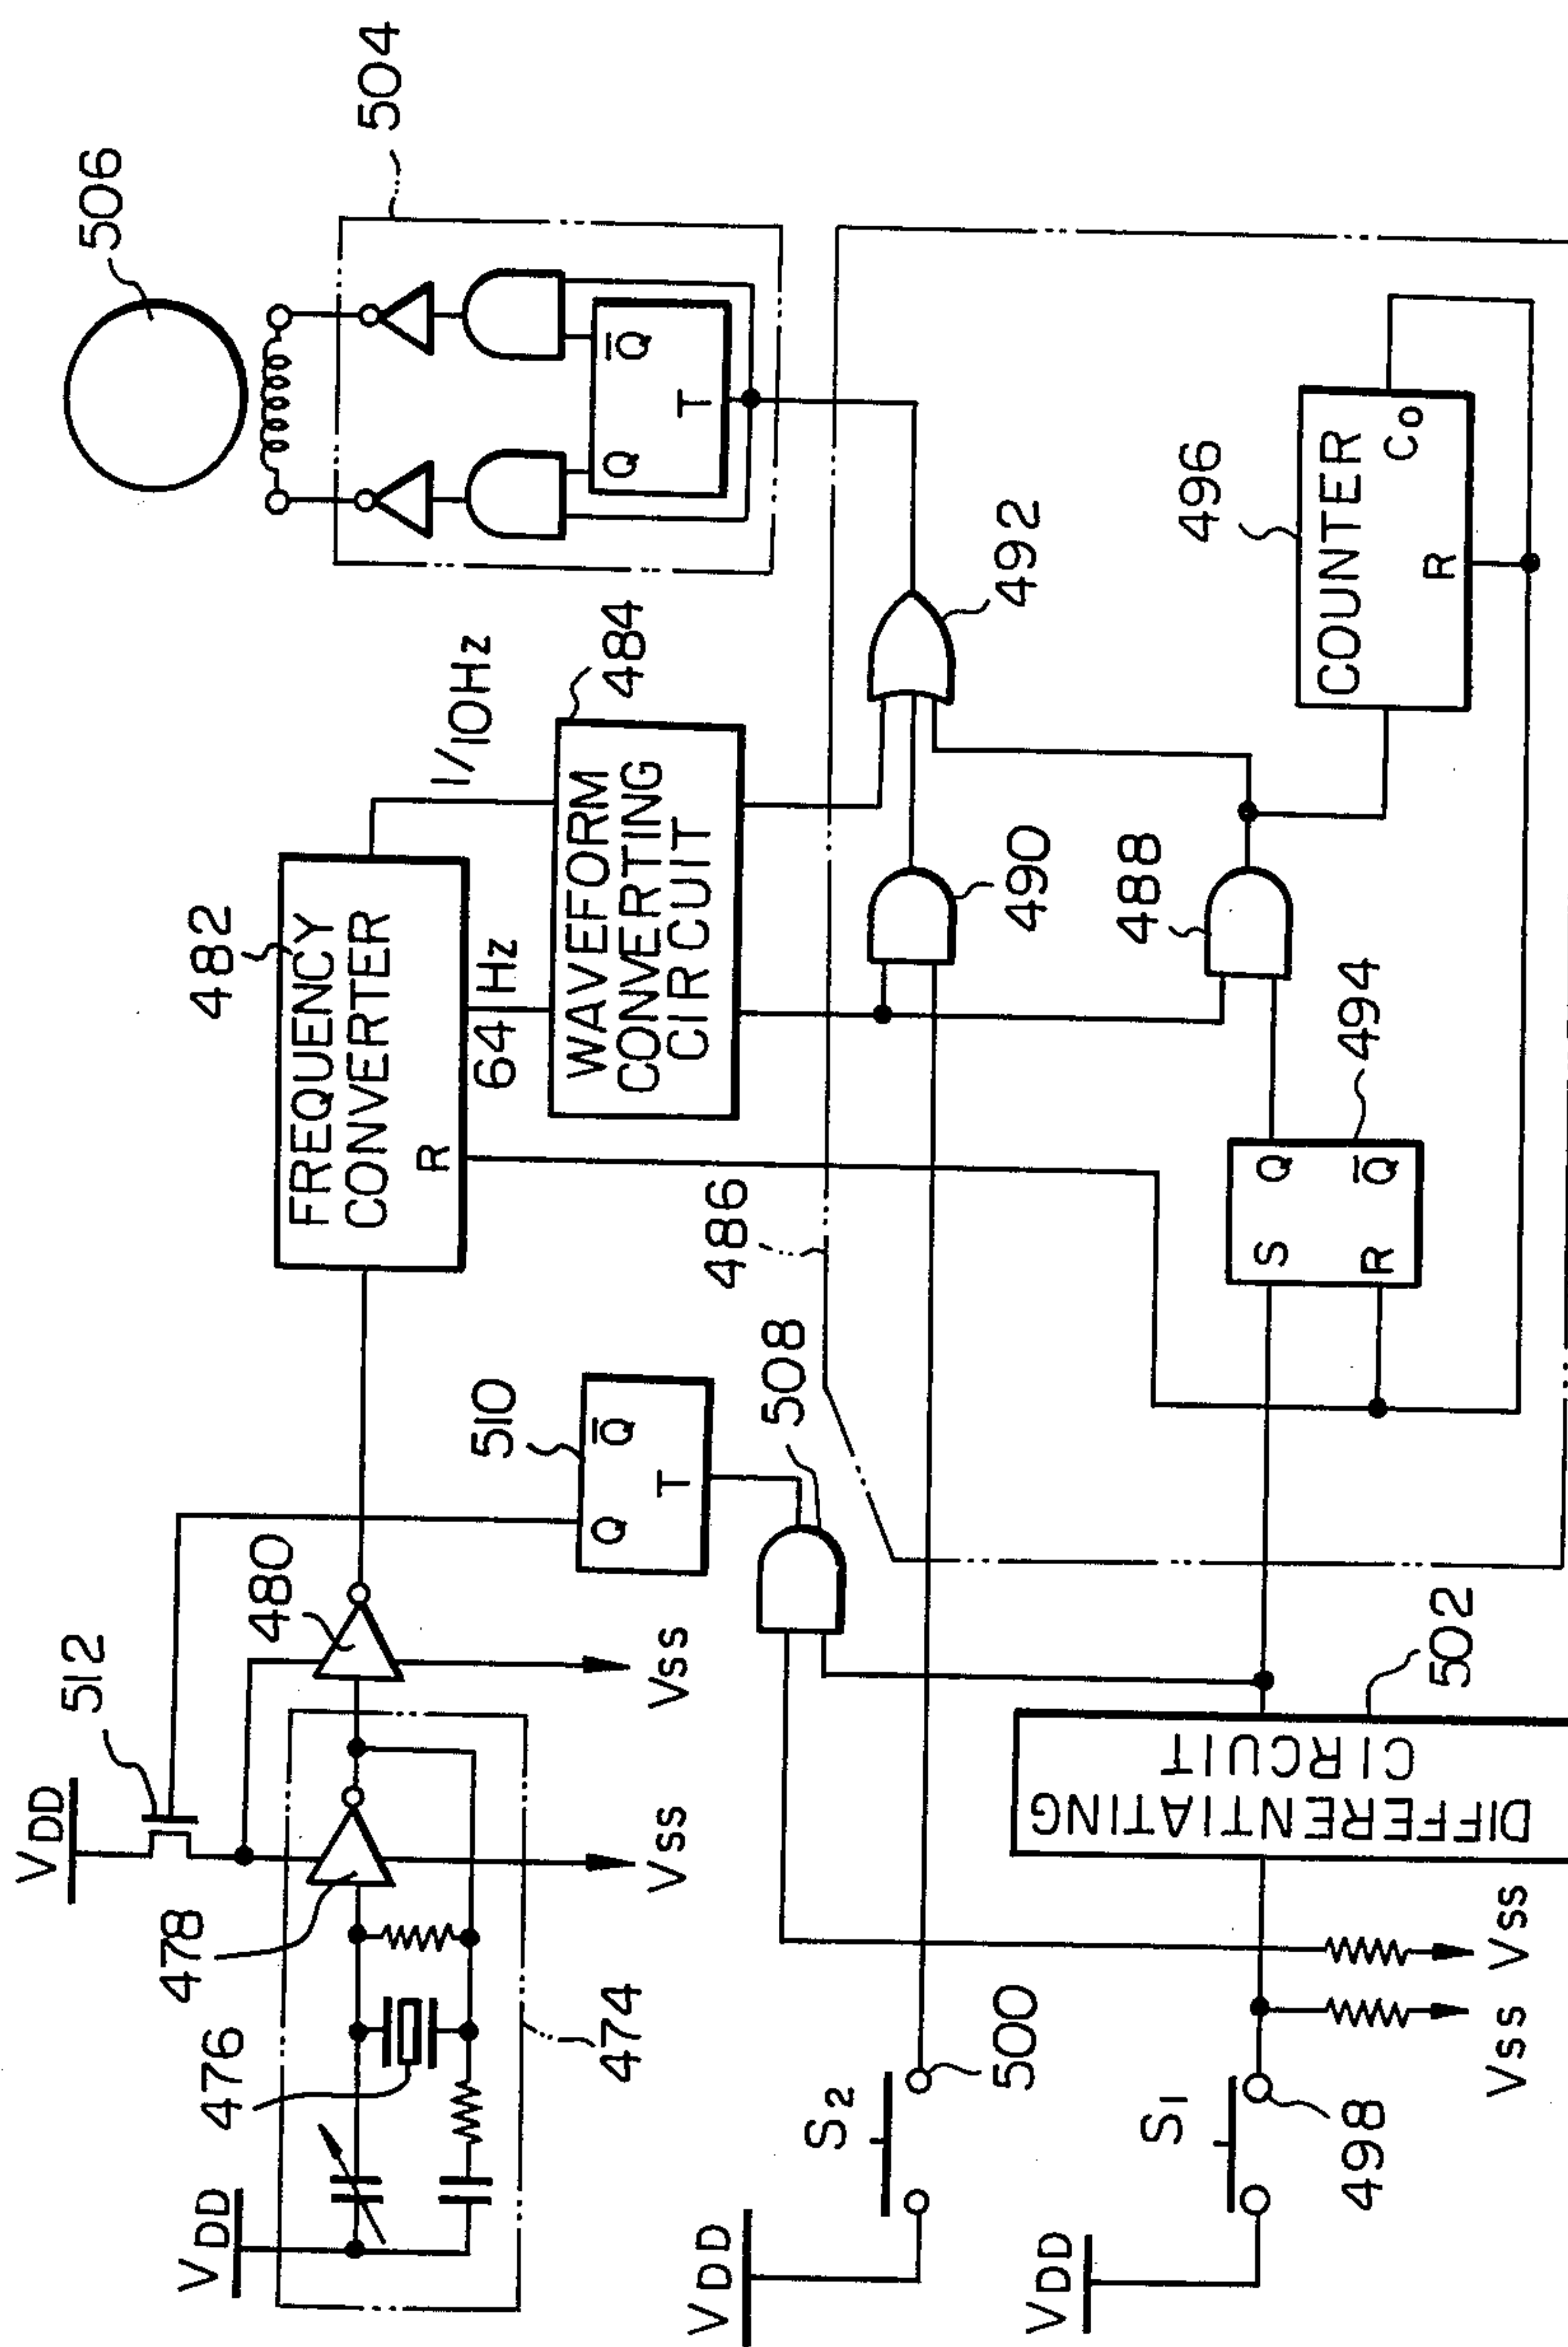 506
504
482
FREQUENCY
CONVERTER
R
1/10Hz
64 Hz
484
WAVEFORM
CONVERTING
CIRCUIT
Q
Q̅
T
512
VDD
480
478
476
VDD
474
VSS
VSS
510
Q
Q̅
T
508
486
490
492
488
494
S
Q
R
Q̅
496
COUNTER
R
Co
502
DIFFERENTIATING
CIRCUIT
VDD
S2
500
VDD
S1
498
VSS
VSS